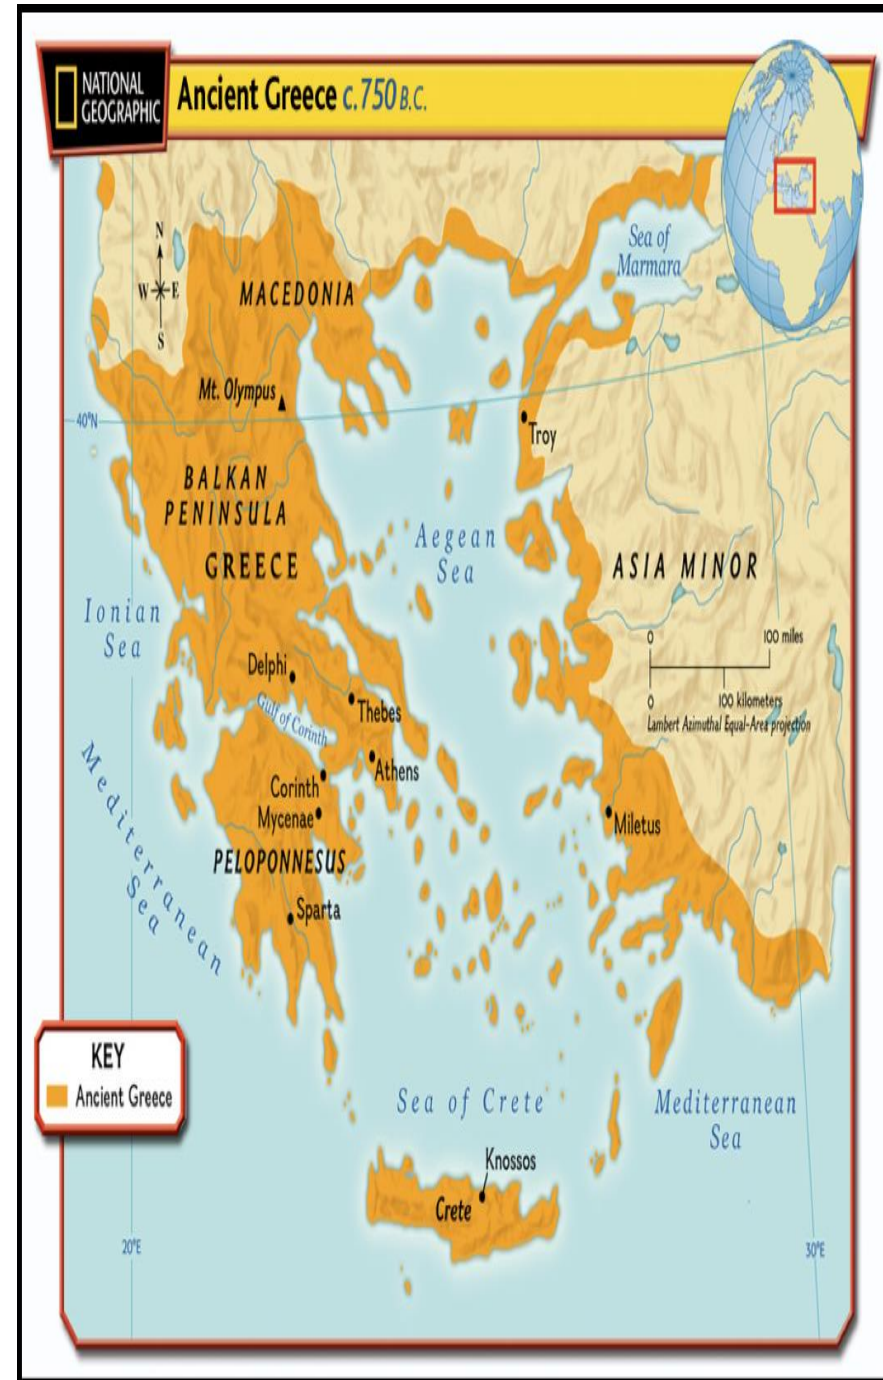 NATIONAL
GEOGRAPHIC
Ancient Greece c.750 B.C.
N
W E
S
Sea of
Marmara
MACEDONIA
Mt. Olympus
40°N
Troy
BALKAN
PENINSULA
GREECE
Aegean
Sea
ASIA MINOR
Ionian
Sea
0 100 miles
0 100 kilometers
Lambert Azimuthal Equal-Area projection
Delphi
Thebes
Gulf of Corinth
Athens
Corinth
Mycenae
Miletus
PELOPONNESUS
Mediterranean
Sea
Sparta
KEY
Ancient Greece
Sea of Crete
Mediterranean
Sea
Knossos
Crete
20°E
30°E